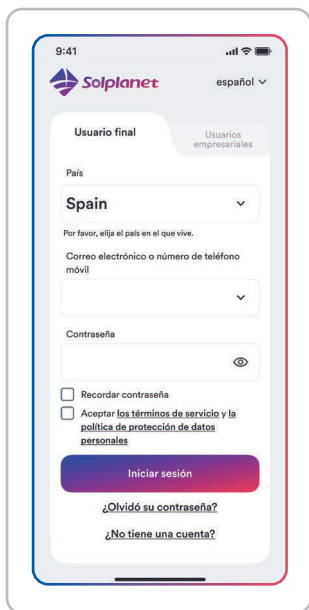 9:41
Solplanet
español
Usuario final
Usuarios
empresariales
País
Spain
Por favor, elija el país en el que vive.
Correo electrónico o número de teléfono
móvil
Contraseña
Recordar contraseña
Aceptar los términos de servicio y la
política de protección de datos
personales
Iniciar sesión
¿Olvidó su contraseña?
¿No tiene una cuenta?